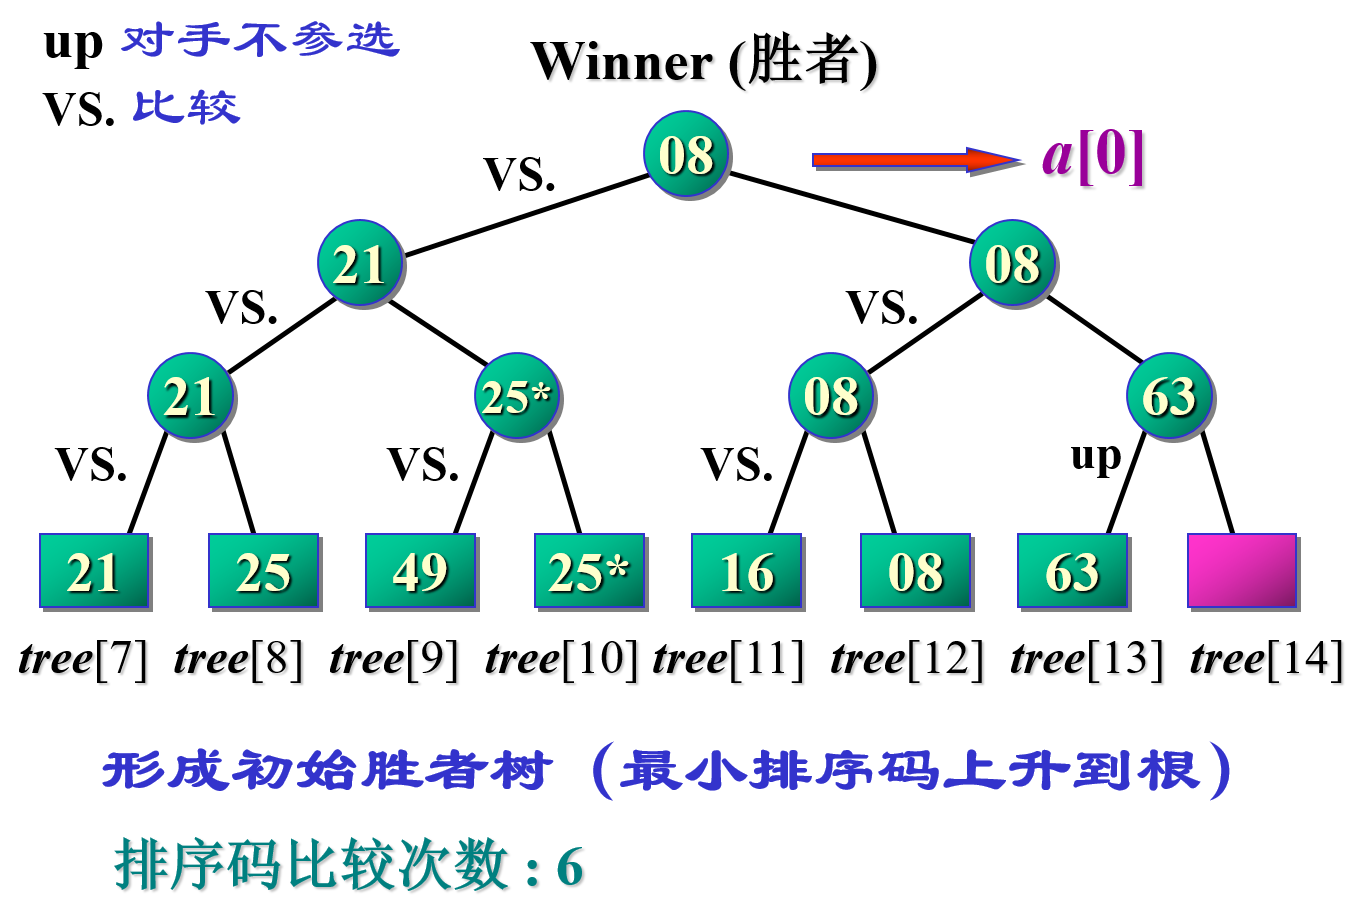 up 对手不参选
Winner (胜者)
VS. 比较
08
a[0]
VS.
21
08
VS.
VS.
21
25*
08
63
VS.
VS.
VS.
up
21
25
49
25*
16
08
63
tree[7] tree[8] tree[9] tree[10] tree[11] tree[12] tree[13] tree[14]
形成初始胜者树（最小排序码上升到根）
排序码比较次数 : 6